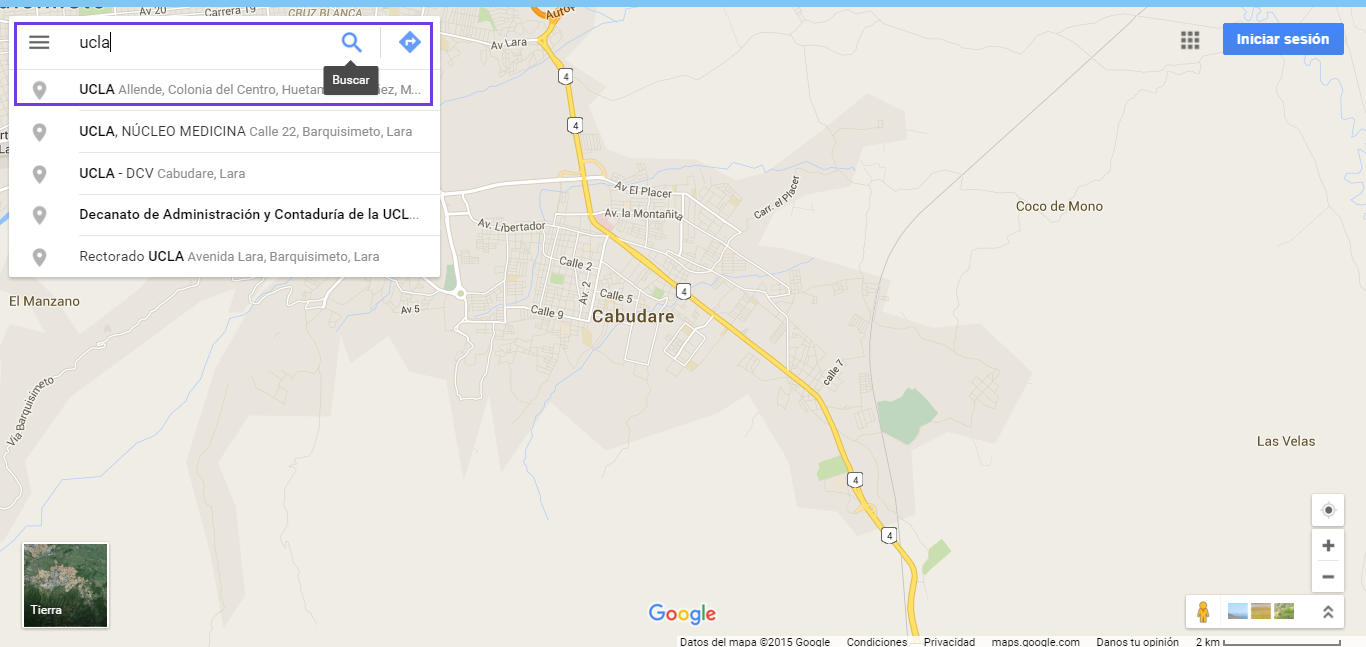 Av 20
Carrera 19
CRUZ BLANCA
Autov
ucla
Buscar
UCLA Allende, Colonia del Centro, Huetam ez, M...
UCLA, NÚCLEO MEDICINA Calle 22, Barquisimeto, Lara
UCLA - DCV Cabudare, Lara
Decanato de Administración y Contaduría de la UCL...
Rectorado UCLA Avenida Lara, Barquisimeto, Lara
Iniciar sesión
Av Lara
4
4
Av El Placer
Carr. el Placer
Av. la Montañita
Av. Libertador
Coco de Mono
Calle 2
Av. 2
Calle 5
4
El Manzano
Av 5
Calle 9
Cabudare
calle 7
Vía Barquisimeto
Las Velas
4
4
Tierra
Google
Datos del mapa ©2015 Google Condiciones Privacidad maps.google.com Danos tu opinión 2 km